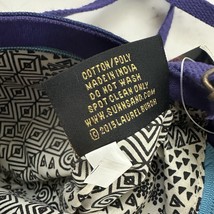 COTTON/POLY
MADE IN INDIA
DO NOT WASH
SPOT CLEAN ONLY
WWW.SUNNSAND.COM
©2015 LAUREL BURCH